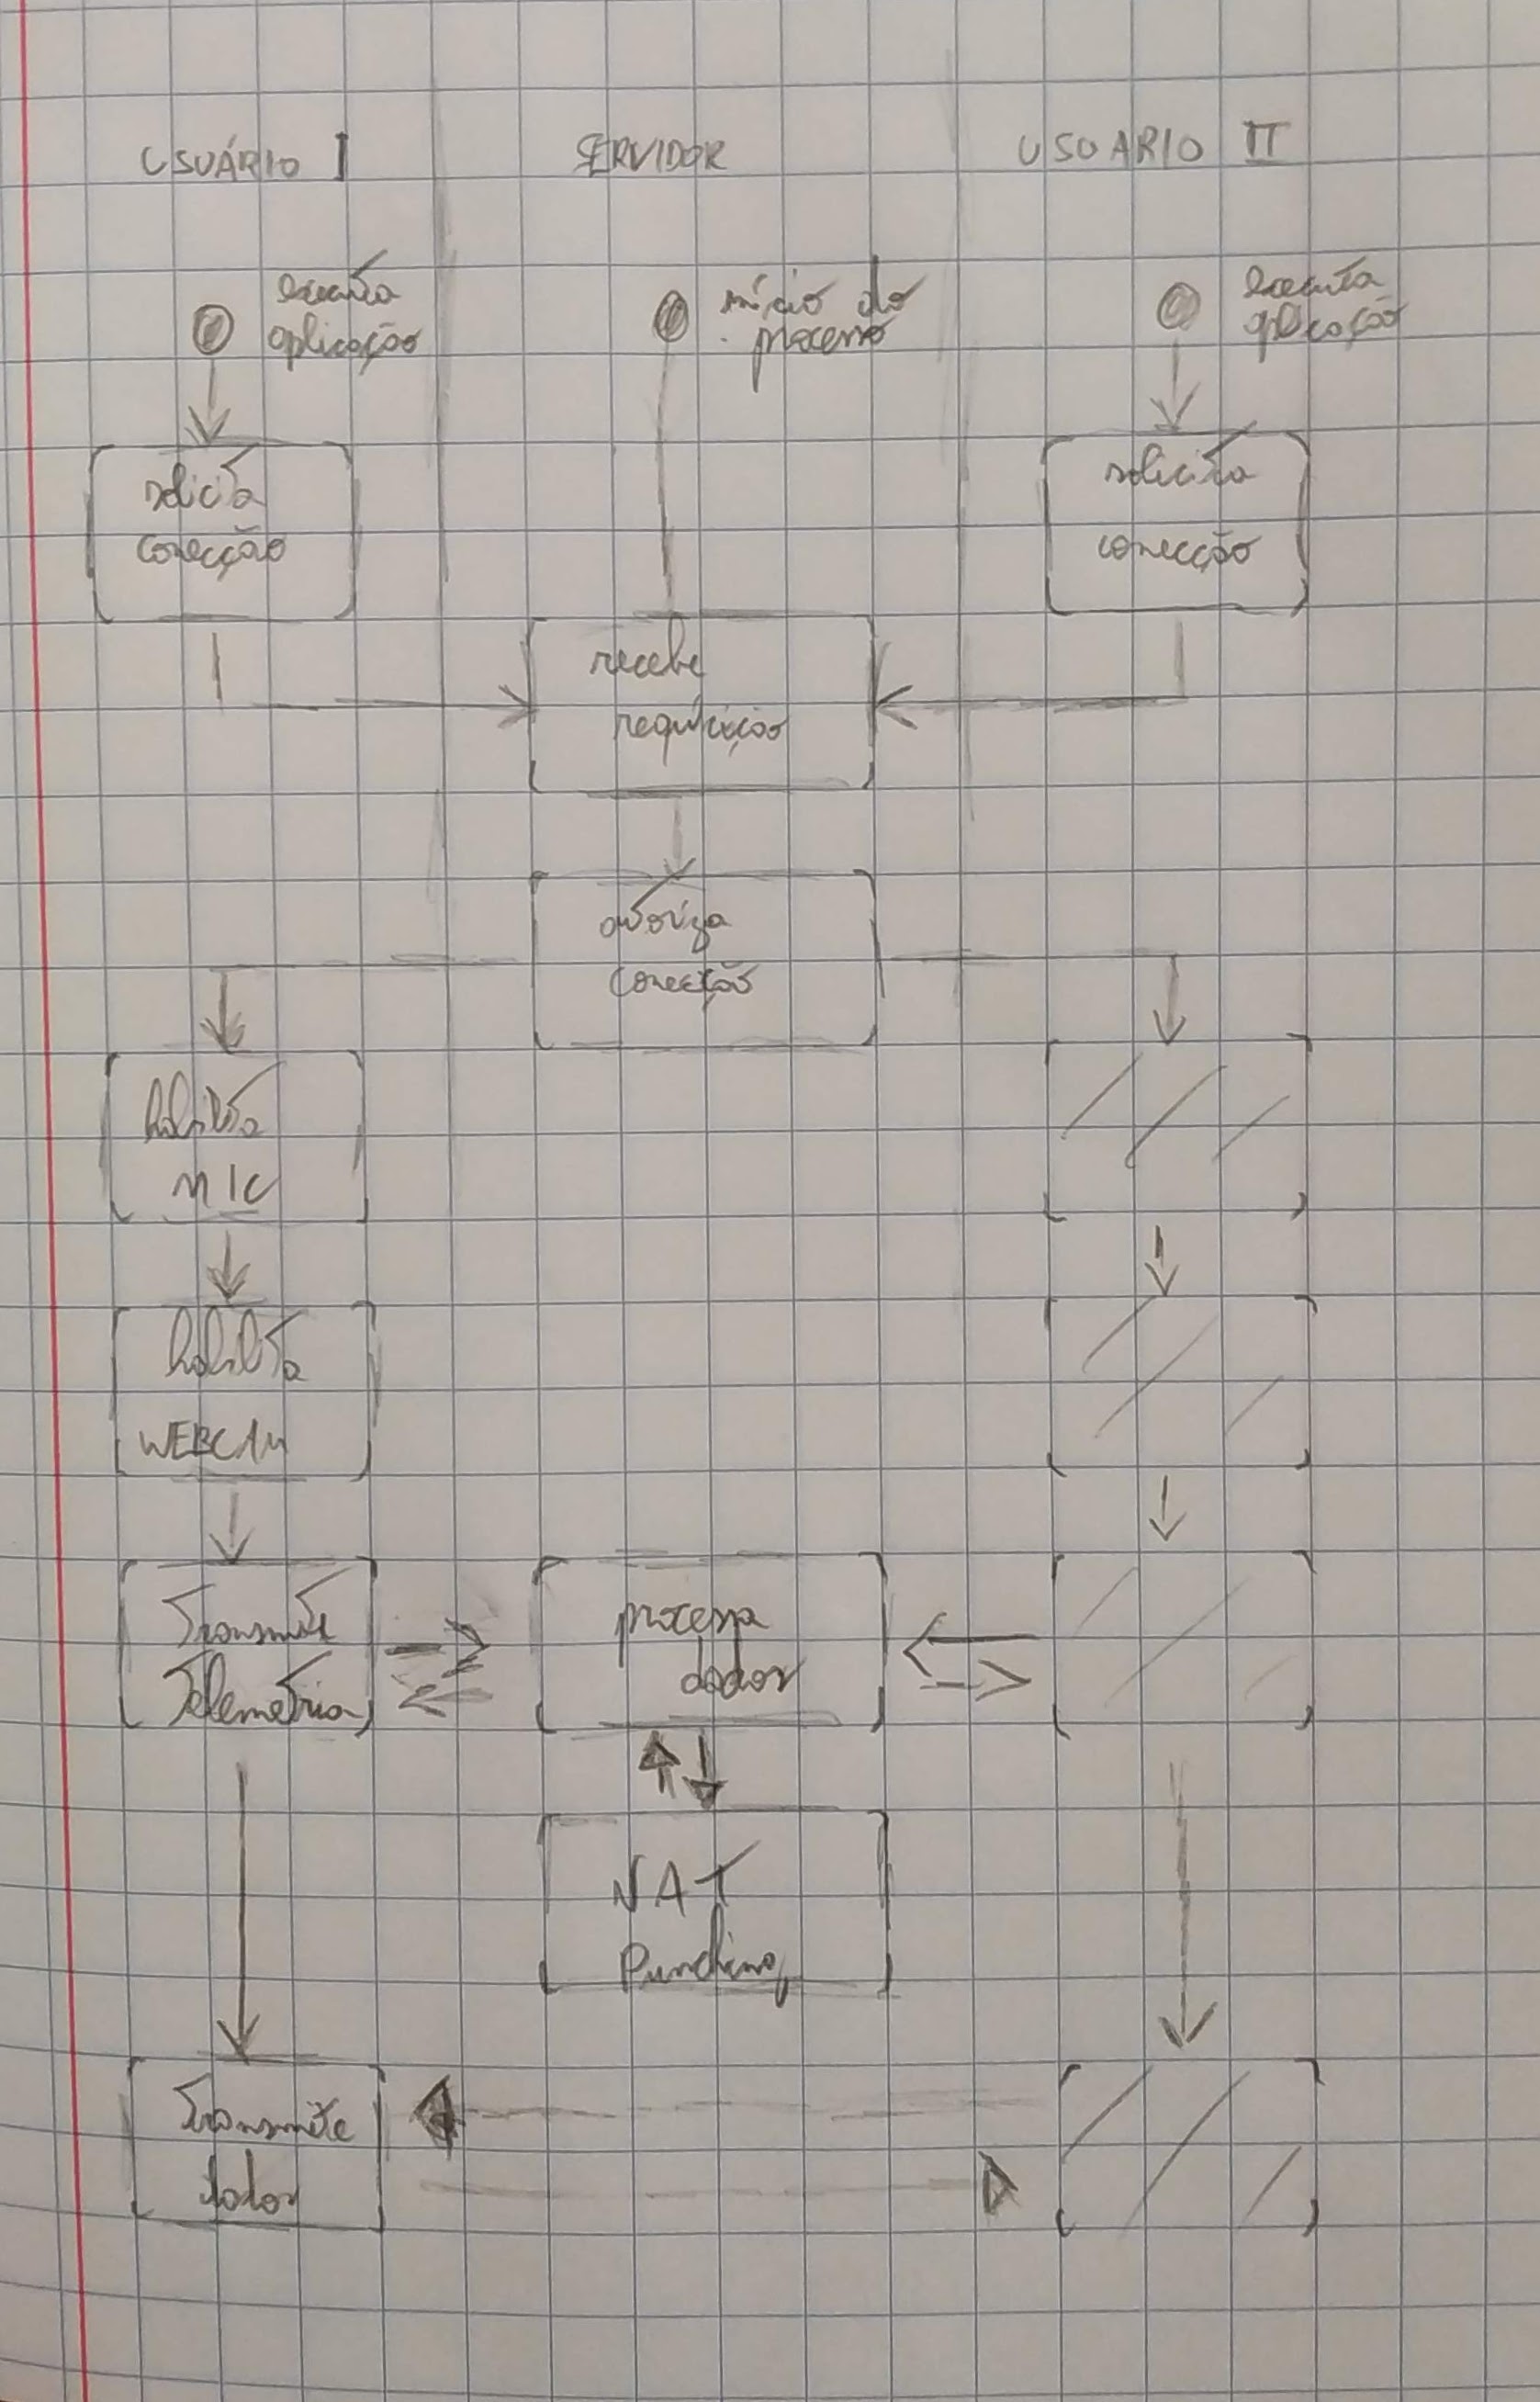 USUÁRIO I
SERVIDOR
USUARIO II
executa
aplicação
início do
processo
executa
aplicação
solicita
conecção
solicita
conecção
recebe
requicição
autoriza
conecção
habilita
MIC
habilita
WEBCAM
Transmite
Telemetria
processa
dados
NAT
Punching
Transmite
dados